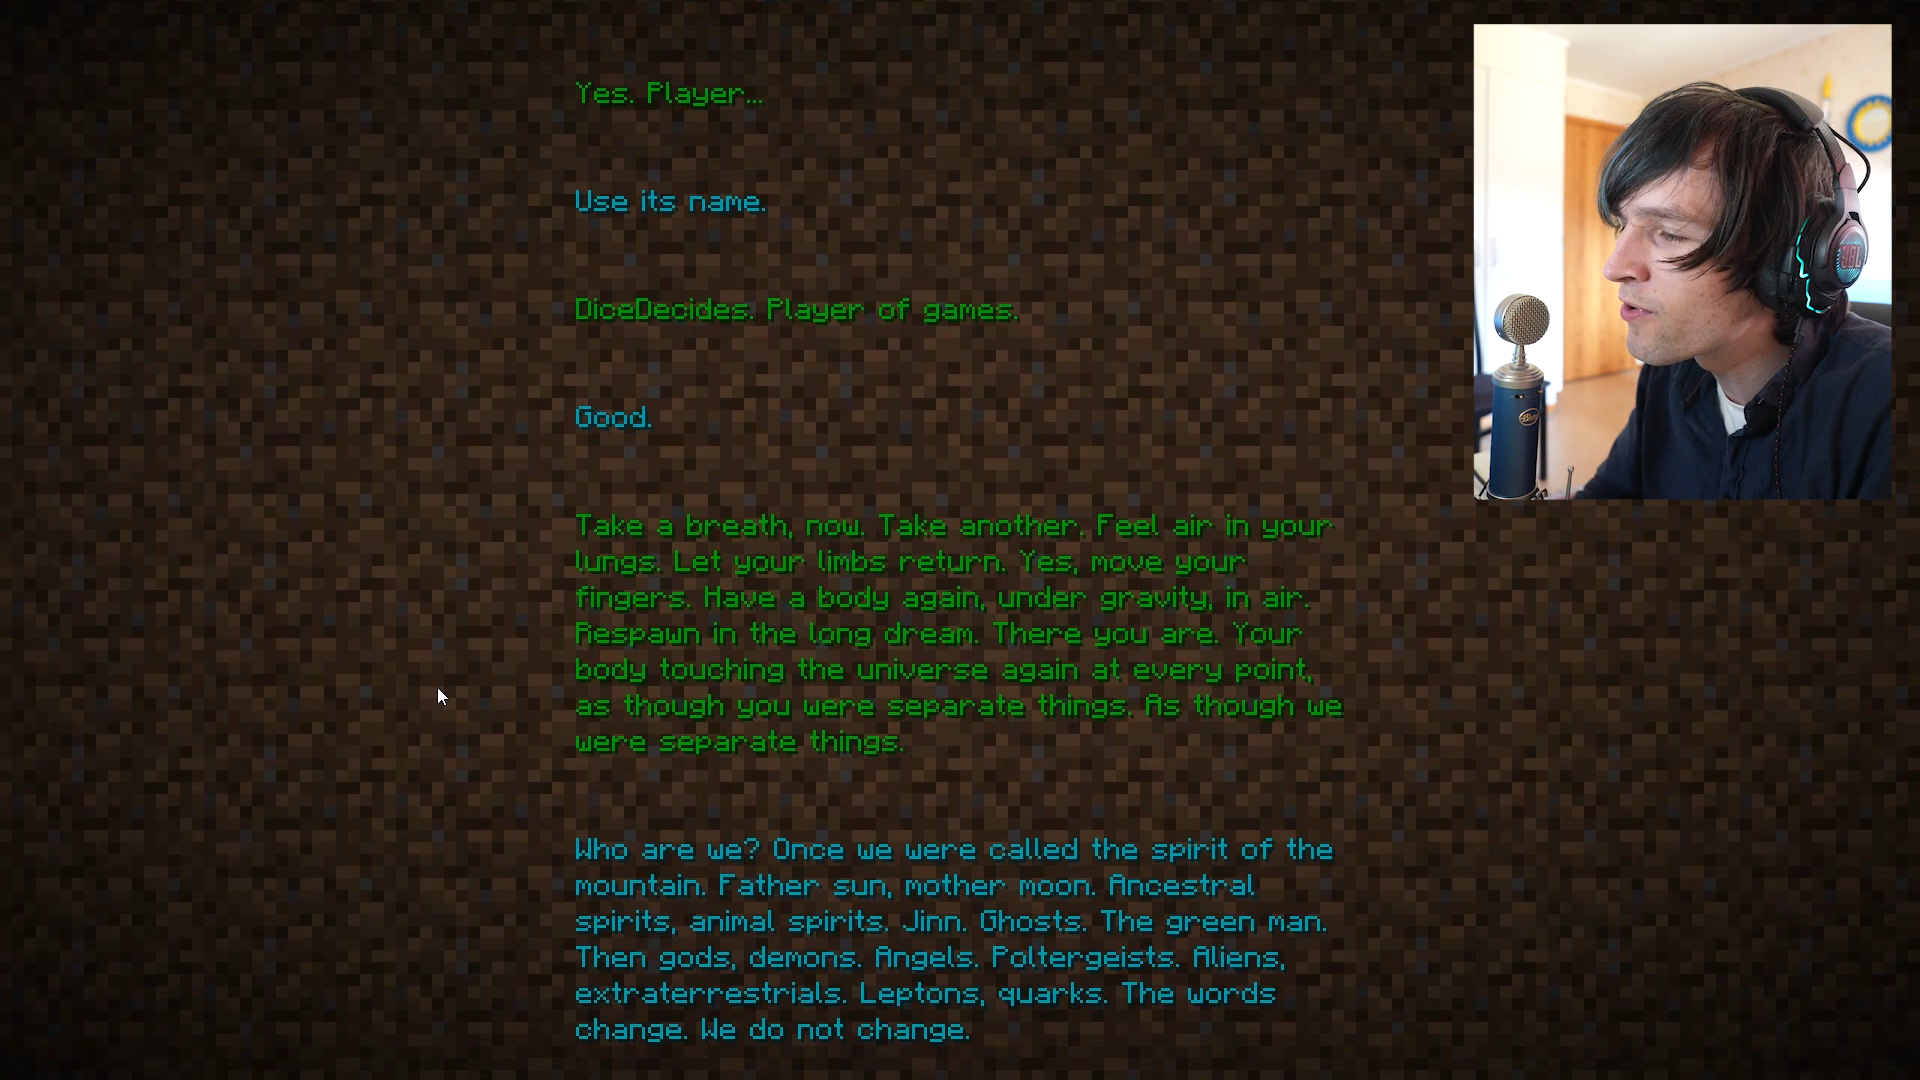 Yes. Player...
Use its name.
DiceDecides. Player of games.
Good.
Take a breath, now. Take another. Feel air in your
lungs. Let your limbs return. Yes, move your
fingers. Have a body again, under gravity, in air.
Respawn in the long dream. There you are. Your
body touching the universe again at every point,
as though you were separate things. As though we
were separate things.
Who are we? Once we were called the spirit of the
mountain. Father sun, mother moon. Ancestral
spirits, animal spirits. Jinn. Ghosts. The green man.
Then gods, demons. Angels. Poltergeists. Aliens,
extraterrestrials. Leptons, quarks. The words
change. We do not change.
JBL
Blue